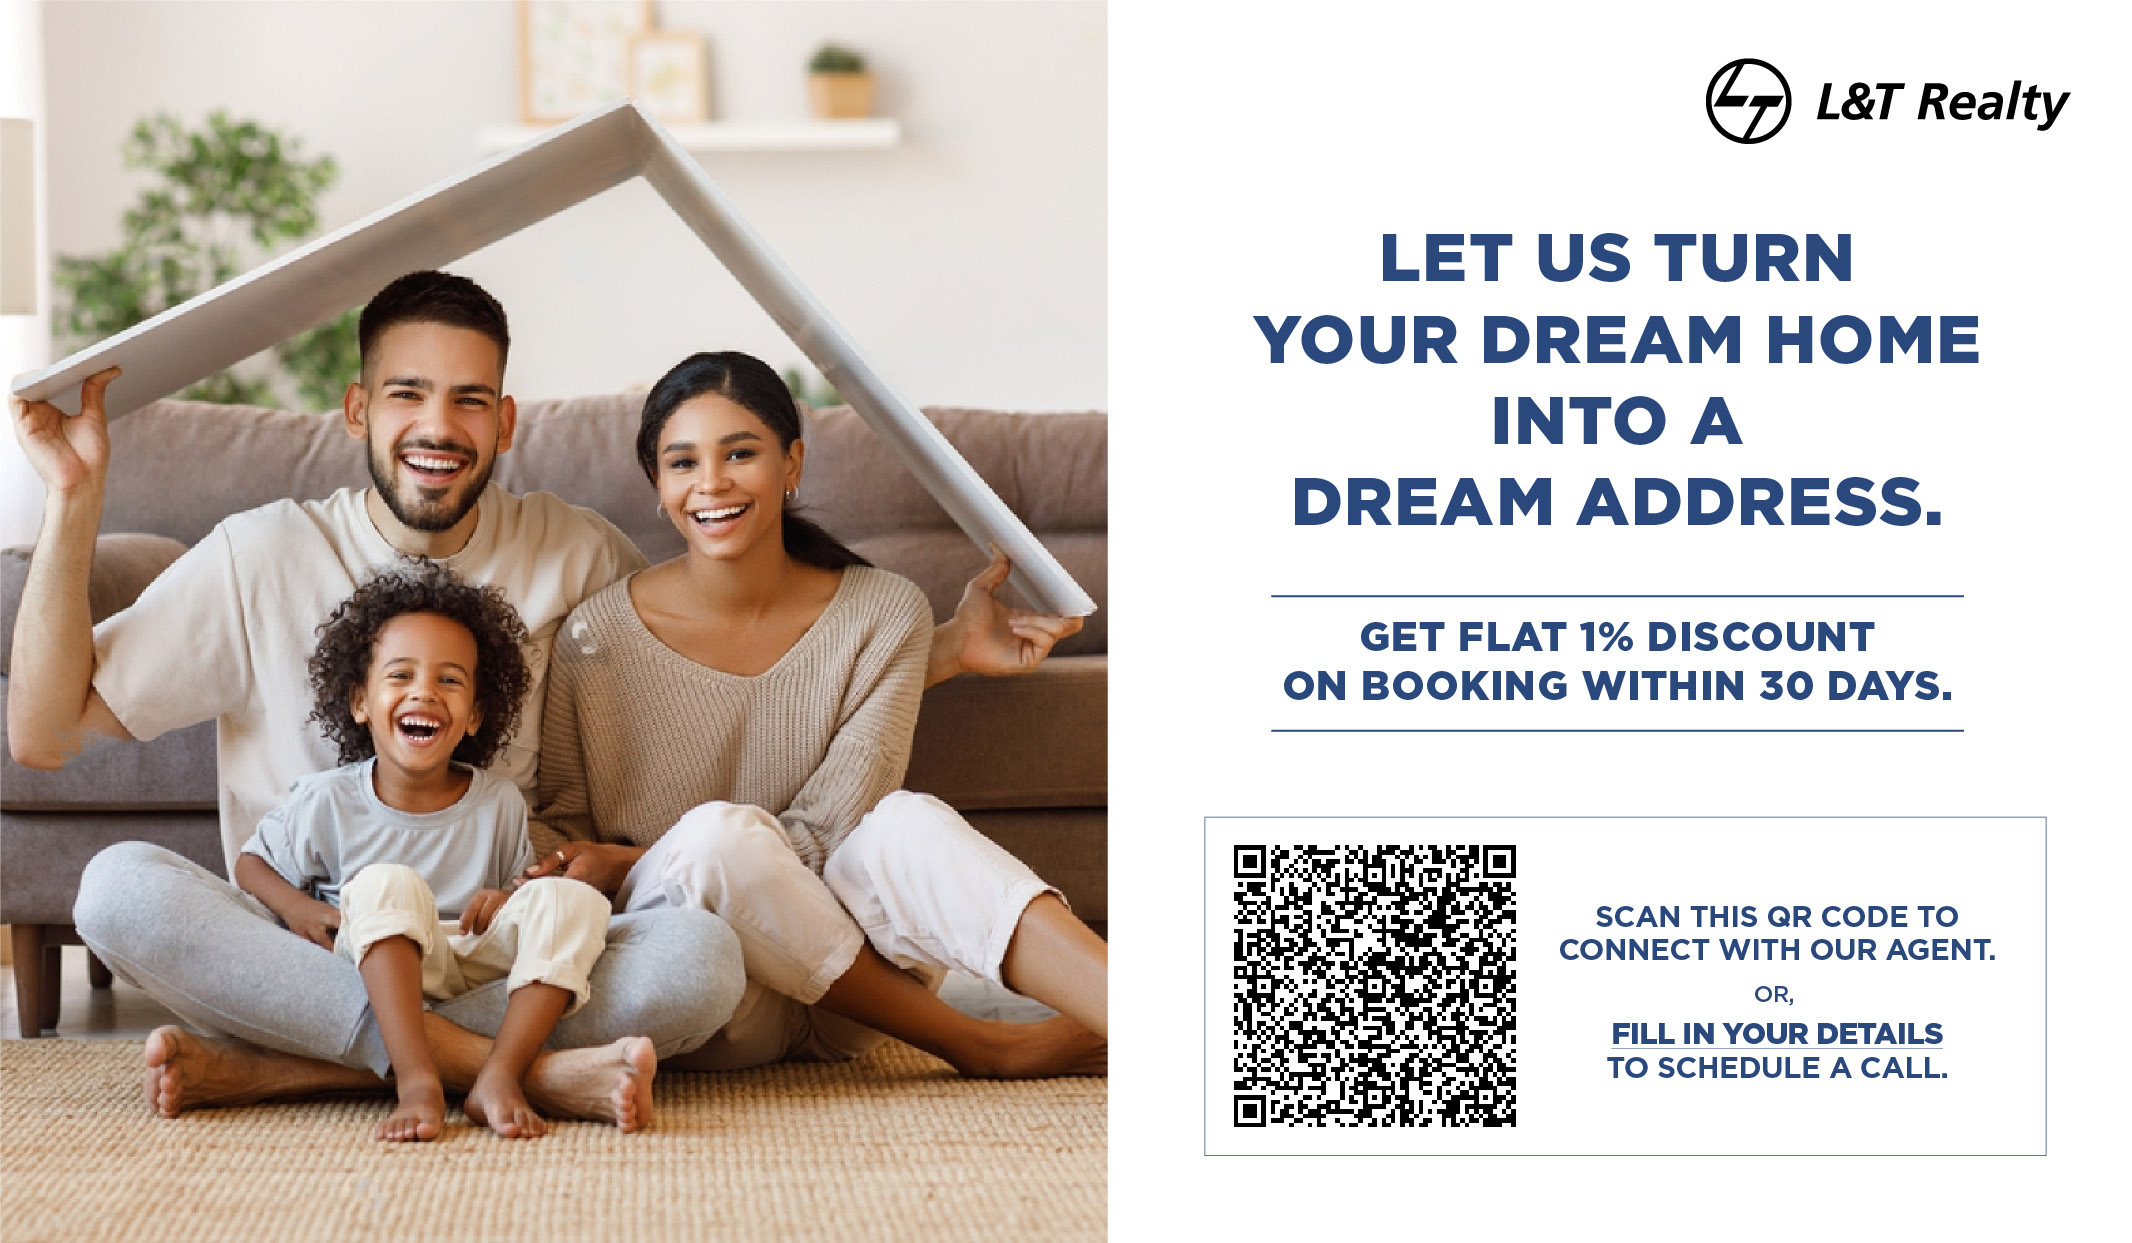 L&T Realty
LET US TURN
YOUR DREAM HOME
INTO A
DREAM ADDRESS.
GET FLAT 1% DISCOUNT
ON BOOKING WITHIN 30 DAYS.
SCAN THIS QR CODE TO
CONNECT WITH OUR AGENT.
OR,
FILL IN YOUR DETAILS
TO SCHEDULE A CALL.